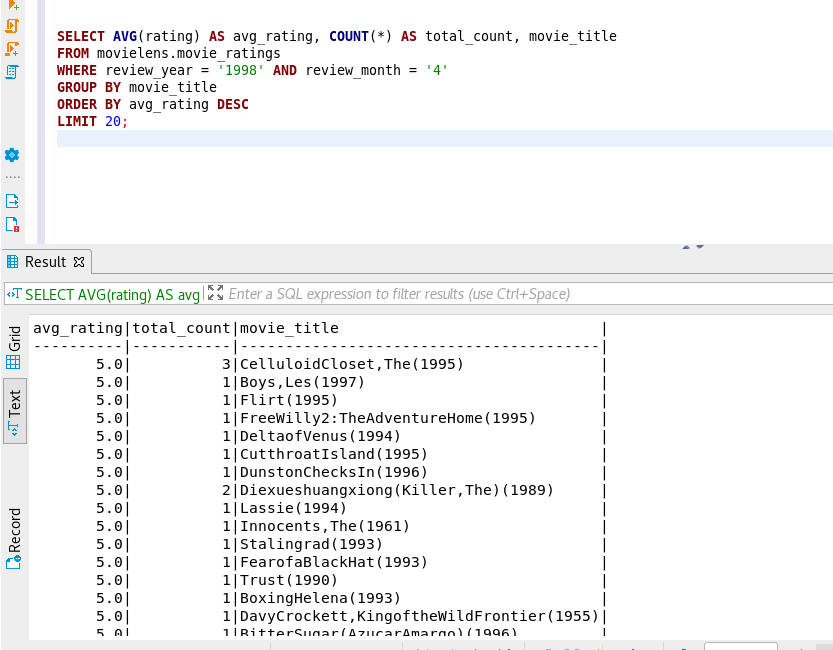 SELECT AVG(rating) AS avg_rating, COUNT(*) AS total_count, movie_title
FROM movielens.movie_ratings
WHERE review_year = '1998' AND review_month = '4'
GROUP BY movie_title
ORDER BY avg_rating DESC
LIMIT 20;
Result
SELECT AVG(rating) AS avg
Enter a SQL expression to filter results (use Ctrl+Space)
Grid
Text
Record
avg_rating|total_count|movie_title                             |
----------|-----------|----------------------------------------|
       5.0|          3|CelluloidCloset,The(1995)               |
       5.0|          1|Boys,Les(1997)                          |
       5.0|          1|Flirt(1995)                             |
       5.0|          1|FreeWilly2:TheAdventureHome(1995)       |
       5.0|          1|DeltaofVenus(1994)                      |
       5.0|          1|CutthroatIsland(1995)                   |
       5.0|          1|DunstonChecksIn(1996)                   |
       5.0|          2|Diexueshuangxiong(Killer,The)(1989)     |
       5.0|          1|Lassie(1994)                            |
       5.0|          1|Innocents,The(1961)                     |
       5.0|          1|Stalingrad(1993)                        |
       5.0|          1|FearofaBlackHat(1993)                   |
       5.0|          1|Trust(1990)                             |
       5.0|          1|BoxingHelena(1993)                      |
       5.0|          1|DavyCrockett,KingoftheWildFrontier(1955)|
       5.0|          1|BitterSugar(AzucarAmargo)(1996)         |